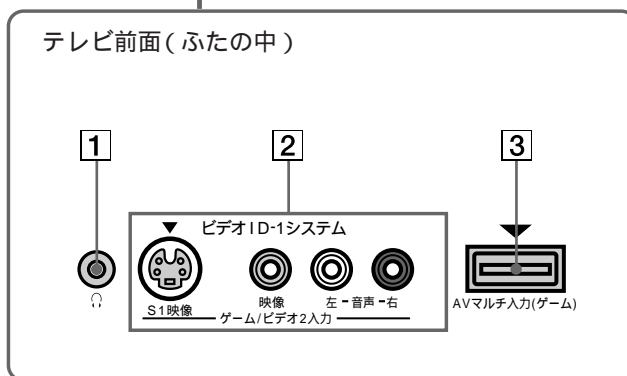 テレビ前面(ふたの中)
1 2 3
ビデオID-1システム
S1映像 映像 左-音声-右 AVマルチ入力(ゲーム)
ゲーム/ビデオ2入力